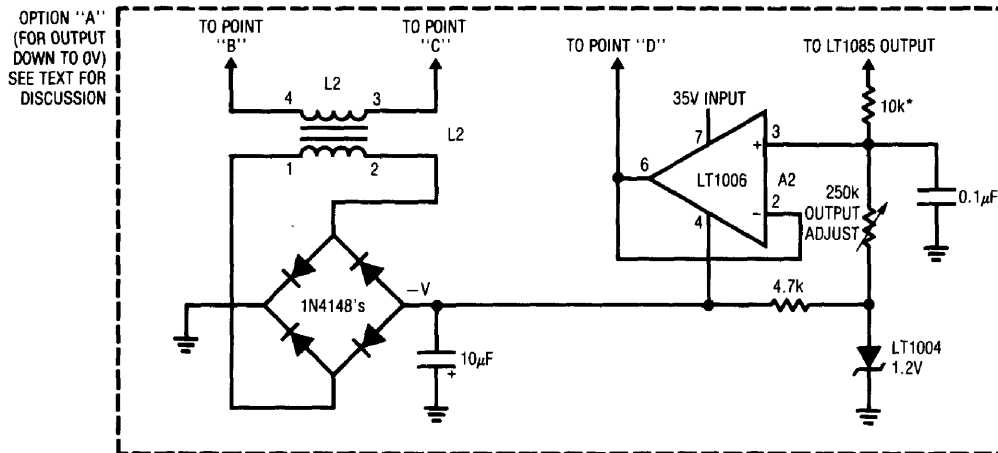 OPTION ''A''
(FOR OUTPUT
DOWN TO 0V)
SEE TEXT FOR
DISCUSSION
TO POINT
''B''
TO POINT
''C''
TO POINT ''D''
TO LT1085 OUTPUT
L2
4
3
L2
1
2
35V INPUT
10k*
7
3
+
6
LT1006
A2
2
−
4
250k
OUTPUT
ADJUST
0.1µF
1N4148's
−V
4.7k
10µF
+
LT1004
1.2V